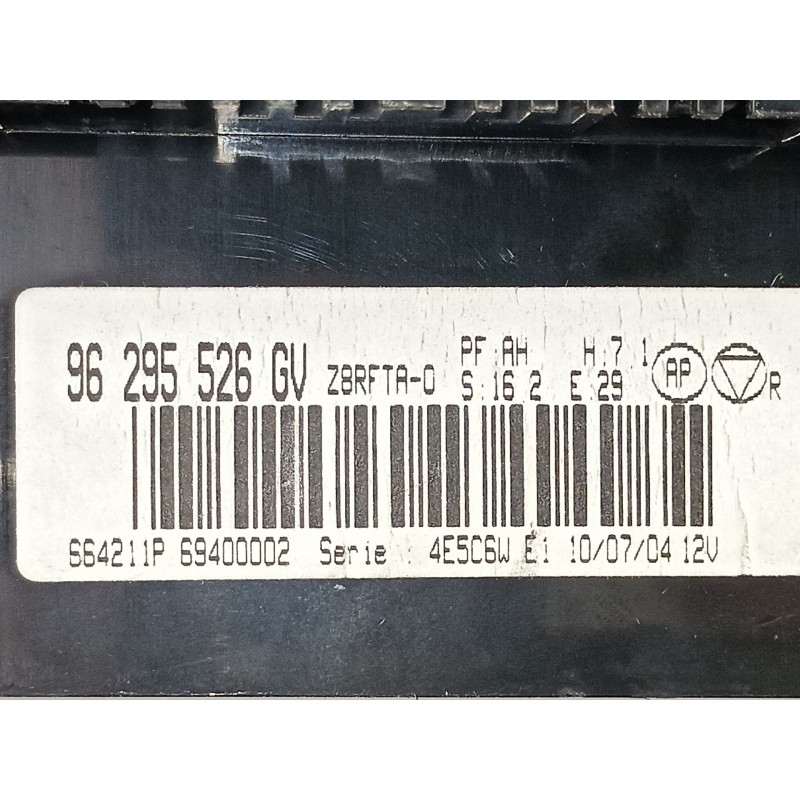 96 295 526 GV Z8RFTA-0 PF:AH H:7.1 AP R
S:16.2 E:29
664211P 69400002 Serie : 4E5C6W E1 10/07/04 12V